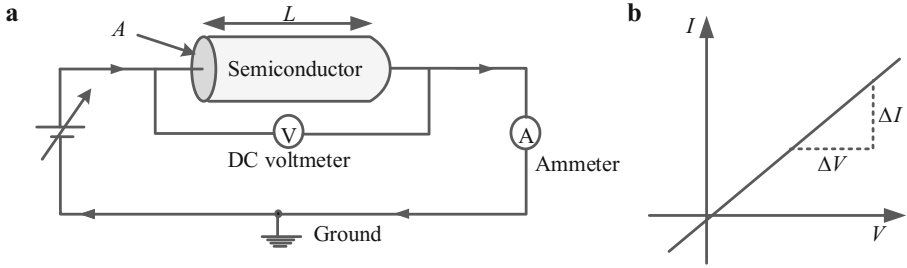 a
L
A
Semiconductor
V
DC voltmeter
A
Ammeter
Ground
b
I
ΔI
ΔV
V